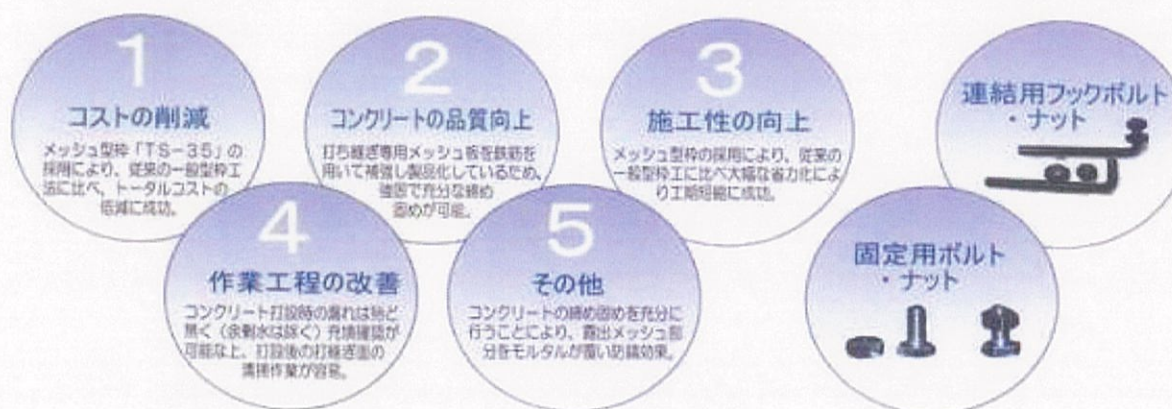 1
コストの削減
メッシュ型枠「TS-35」の
採用により、従来の一般型枠工
法に比べ、トータルコストの
低減に成功。
2
コンクリートの品質向上
打ち継ぎ専用メッシュ板を鉄筋を
用いて補強し製品化しているため、
強固で充分な締め
固めが可能。
3
施工性の向上
メッシュ型枠の採用により、従来の
一般型枠工に比べ大幅な省力化によ
り工期短縮に成功。
4
作業工程の改善
コンクリート打設時の漏れは殆ど
無く(余剰水は除く)充填確認が
可能な上、打設後の打継ぎ面の
清掃作業が容易。
5
その他
コンクリートの締め固めを充分に
行うことにより、露出メッシュ部
分をモルタルが覆い防錆効果。
連結用フックボルト
・ナット
固定用ボルト
・ナット